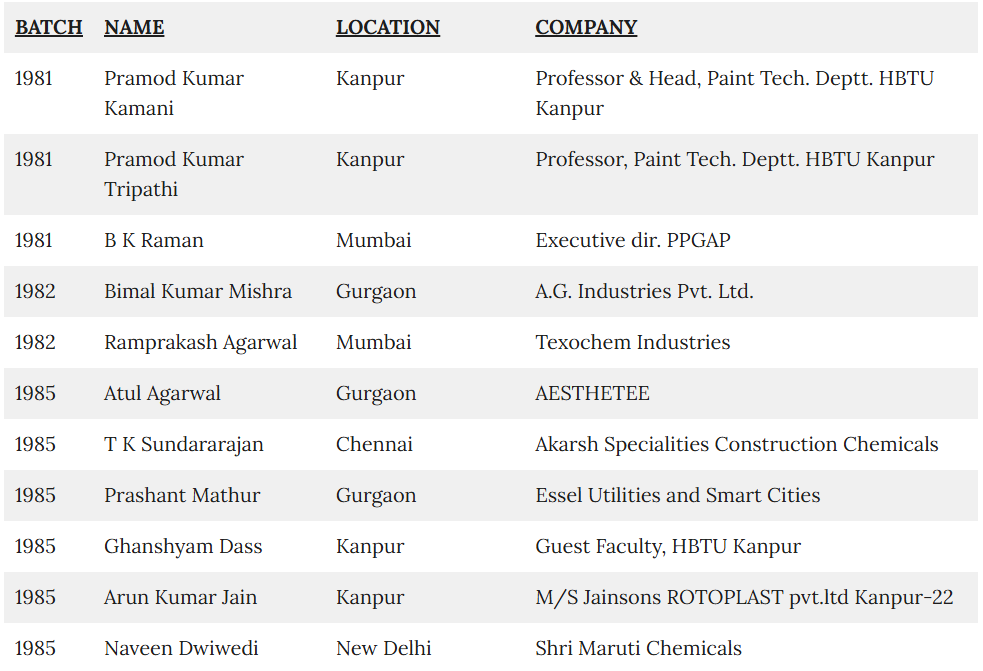 BATCH NAME LOCATION COMPANY
1981 Pramod Kumar Kanpur Professor & Head, Paint Tech. Deptt. HBTU
Kamani Kanpur
1981 Pramod Kumar Kanpur Professor, Paint Tech. Deptt. HBTU Kanpur
Tripathi
1981 B K Raman Mumbai Executive dir. PPGAP
1982 Bimal Kumar Mishra Gurgaon A.G. Industries Pvt. Ltd.
1982 Ramprakash Agarwal Mumbai Texochem Industries
1985 Atul Agarwal Gurgaon AESTHETEE
1985 T K Sundararajan Chennai Akarsh Specialities Construction Chemicals
1985 Prashant Mathur Gurgaon Essel Utilities and Smart Cities
1985 Ghanshyam Dass Kanpur Guest Faculty, HBTU Kanpur
1985 Arun Kumar Jain Kanpur M/S Jainsons ROTOPLAST pvt.ltd Kanpur-22
1985 Naveen Dwiwedi New Delhi Shri Maruti Chemicals